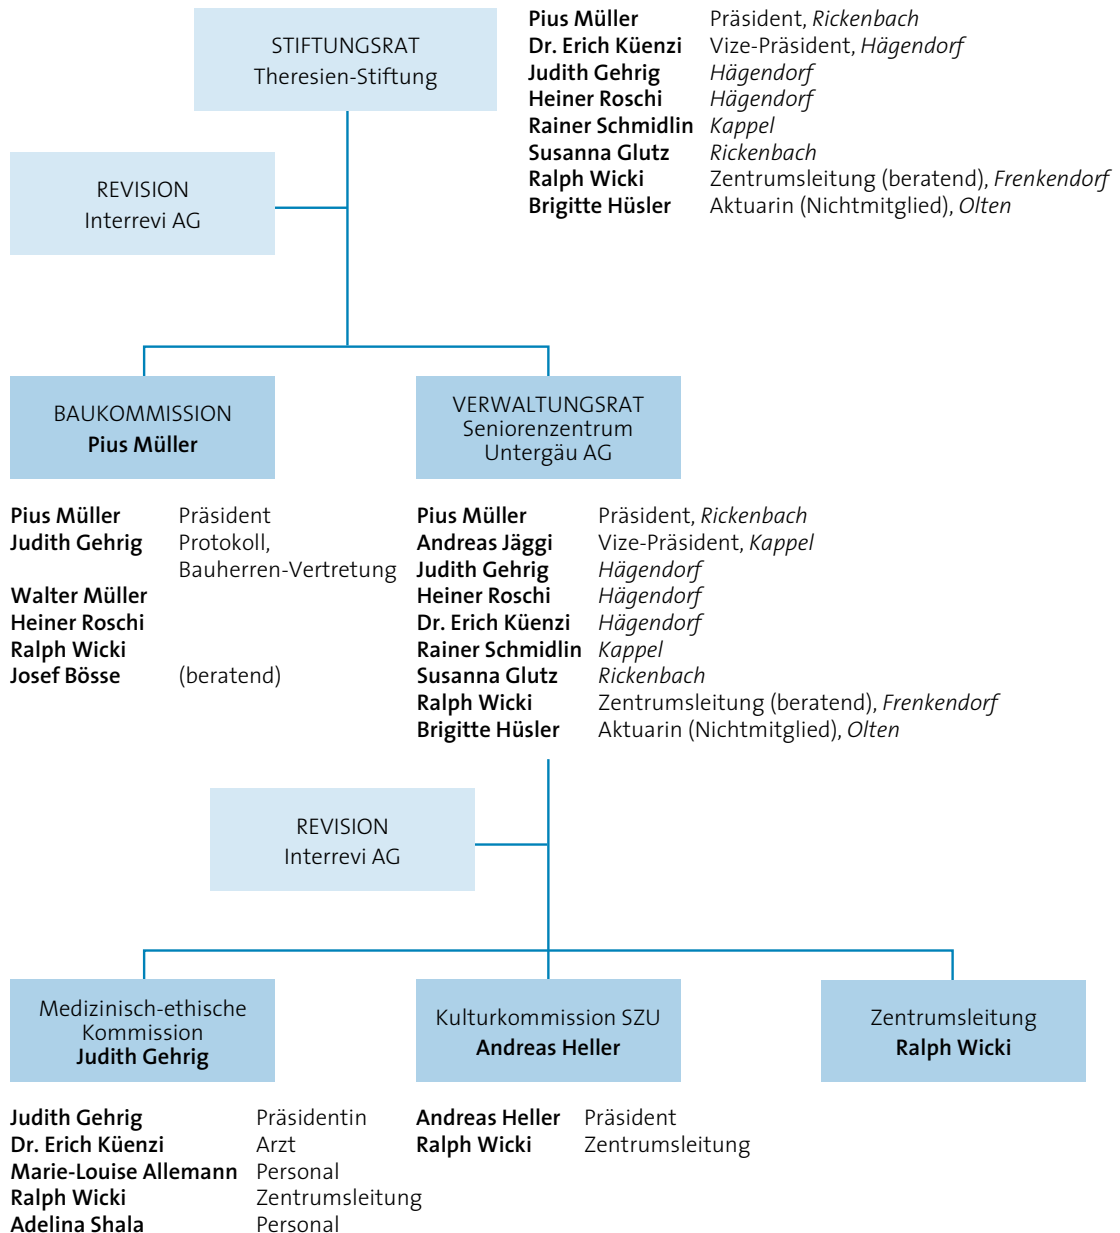 STIFTUNGSRAT
Theresien-Stiftung
Pius Müller Präsident, Rickenbach
Dr. Erich Küenzi Vize-Präsident, Hägendorf
Judith Gehrig Hägendorf
Heiner Roschi Hägendorf
Rainer Schmidlin Kappel
Susanna Glutz Rickenbach
Ralph Wicki Zentrumsleitung (beratend), Frenkendorf
Brigitte Hüsler Aktuarin (Nichtmitglied), Olten
REVISION
Interrevi AG
BAUKOMMISSION
Pius Müller
Pius Müller Präsident
Judith Gehrig Protokoll,
Bauherren-Vertretung
Walter Müller
Heiner Roschi
Ralph Wicki
Josef Bösse (beratend)
VERWALTUNGSRAT
Seniorenzentrum
Untergäu AG
Pius Müller Präsident, Rickenbach
Andreas Jäggi Vize-Präsident, Kappel
Judith Gehrig Hägendorf
Heiner Roschi Hägendorf
Dr. Erich Küenzi Hägendorf
Rainer Schmidlin Kappel
Susanna Glutz Rickenbach
Ralph Wicki Zentrumsleitung (beratend), Frenkendorf
Brigitte Hüsler Aktuarin (Nichtmitglied), Olten
REVISION
Interrevi AG
Medizinisch-ethische
Kommission
Judith Gehrig
Judith Gehrig Präsidentin
Dr. Erich Küenzi Arzt
Marie-Louise Allemann Personal
Ralph Wicki Zentrumsleitung
Adelina Shala Personal
Kulturkommission SZU
Andreas Heller
Andreas Heller Präsident
Ralph Wicki Zentrumsleitung
Zentrumsleitung
Ralph Wicki